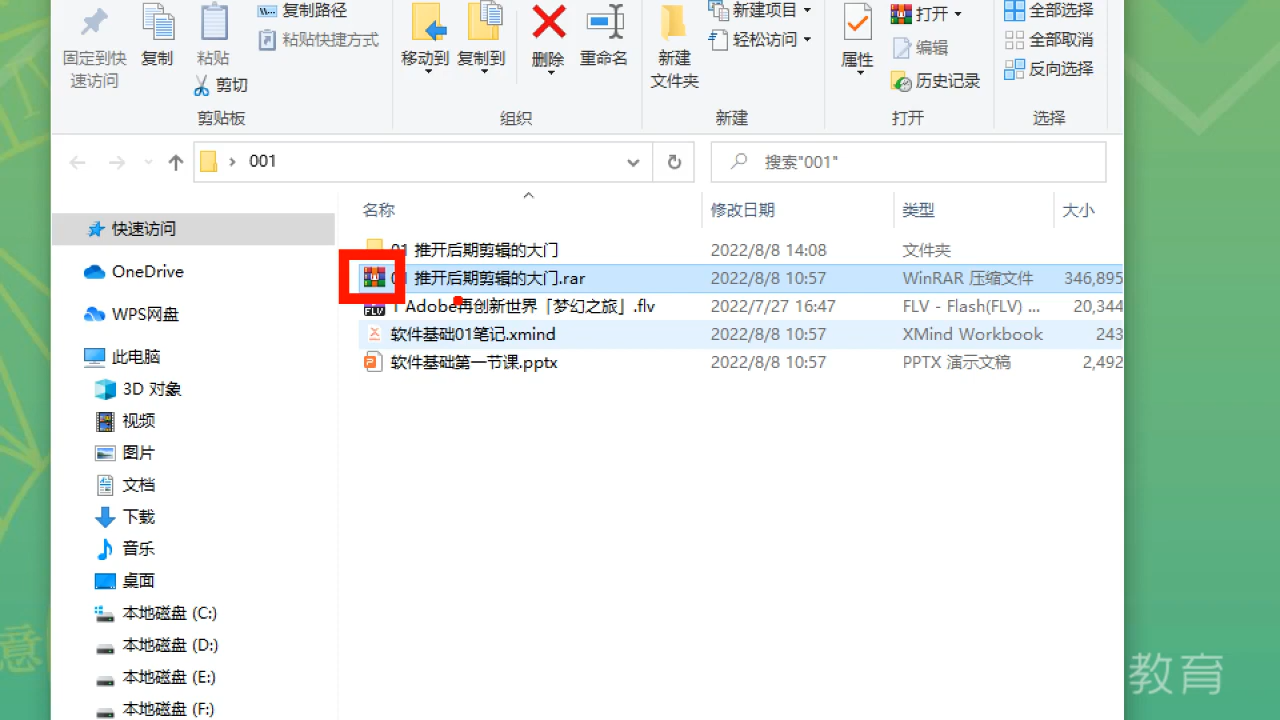 固定到快
速访问
复制
粘贴
复制路径
粘贴快捷方式
剪切
剪贴板
移动到
复制到
删除
重命名
组织
新建
文件夹
新建项目
轻松访问
新建
属性
打开
编辑
历史记录
打开
全部选择
全部取消
反向选择
选择
001
搜索"001"
名称 修改日期 类型 大小
01 推开后期剪辑的大门 2022/8/8 14:08 文件夹
推开后期剪辑的大门.rar 2022/8/8 10:57 WinRAR 压缩文件 346,895
1 Adobe再创新世界「梦幻之旅」.flv 2022/7/27 16:47 FLV - Flash(FLV) ... 20,344
软件基础01笔记.xmind 2022/8/8 10:57 XMind Workbook 243
软件基础第一节课.pptx 2022/8/8 10:57 PPTX 演示文稿 2,492
快速访问
OneDrive
WPS网盘
此电脑
3D 对象
视频
图片
文档
下载
音乐
桌面
本地磁盘 (C:)
本地磁盘 (D:)
本地磁盘 (E:)
本地磁盘 (F:)
意
教育